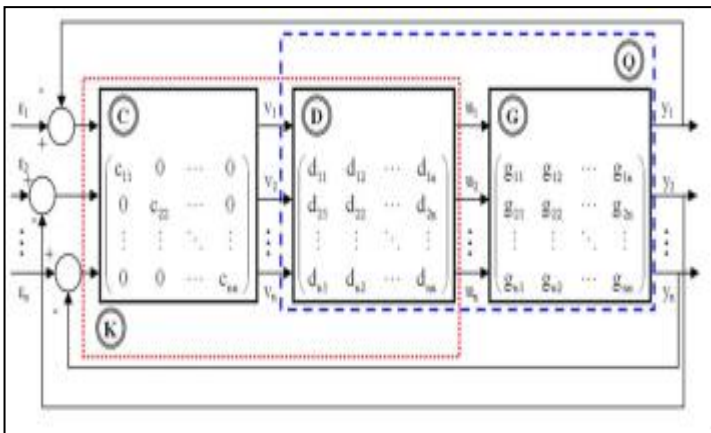 Q
C D G
r₁ v₁ u₁ y₁
r₂ v₂ u₂ y₂
rₙ vₙ uₙ yₙ
c₁₁ 0 ⋯ 0
0 c₂₂ ⋯ 0
⋮ ⋮ ⋱ ⋮
0 0 ⋯ cₙₙ
d₁₁ d₁₂ ⋯ d₁ₙ
d₂₁ d₂₂ ⋯ d₂ₙ
⋮ ⋮ ⋱ ⋮
dₙ₁ dₙ₂ ⋯ dₙₙ
g₁₁ g₁₂ ⋯ g₁ₙ
g₂₁ g₂₂ ⋯ g₂ₙ
⋮ ⋮ ⋱ ⋮
gₙ₁ gₙ₂ ⋯ gₙₙ
K